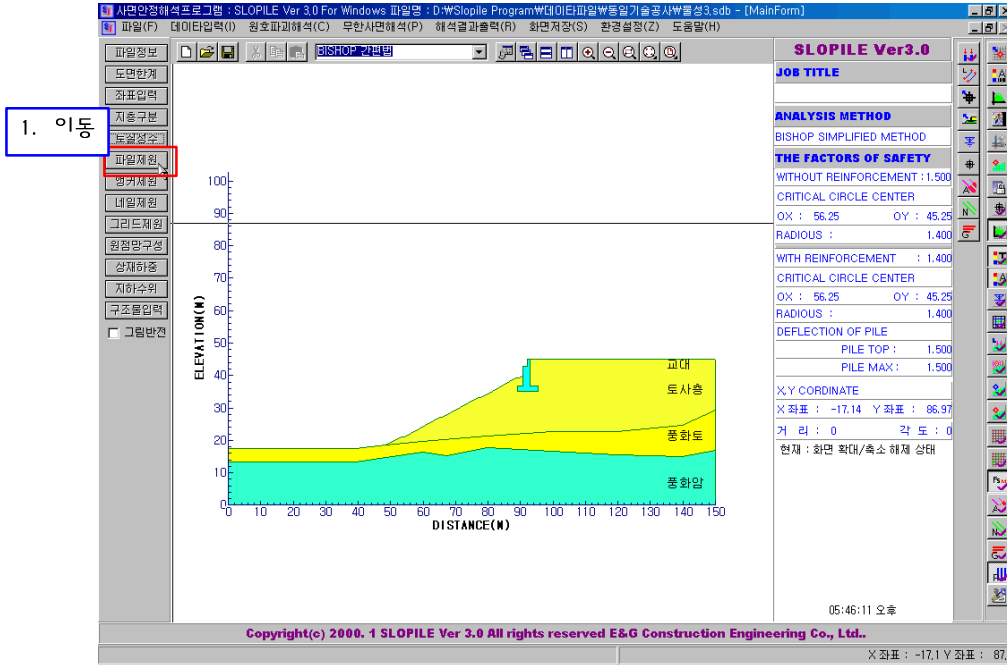 사면안정해석프로그램 : SLOPILE Ver 3.0 For Windows 파일명 : D:₩Slopile Program₩데이타파일₩동일기술공사₩물성3.sdb - [MainForm]
파일(F) 데이타입력(I) 원호파괴해석(C) 무한사면해석(P) 해석결과출력(R) 화면저장(S) 환경설정(Z) 도움말(H)
BISHOP 간편법
1. 이동
파일정보
도면한계
좌표입력
지층구분
토질정수
파일제원
앵커제원
네일제원
그리드제원
원점망구성
상재하중
지하수위
구조물입력
그림반전
ELEVATION(M)
100
90
80
70
60
50
40
30
20
10
0
0 10 20 30 40 50 60 70 80 90 100 110 120 130 140 150
DISTANCE(M)
교대
토사층
풍화토
풍화암
SLOPILE Ver3.0
JOB TITLE
ANALYSIS METHOD
BISHOP SIMPLIFIED METHOD
THE FACTORS OF SAFETY
WITHOUT REINFORCEMENT : 1.500
CRITICAL CIRCLE CENTER
OX : 56.25 OY : 45.25
RADIOUS : 1.400
WITH REINFORCEMENT : 1.400
CRITICAL CIRCLE CENTER
OX : 56.25 OY : 45.25
RADIOUS : 1.400
DEFLECTION OF PILE
PILE TOP : 1.500
PILE MAX : 1.500
X,Y CORDINATE
X 좌표 : -17.14 Y 좌표 : 86.97
거 리 : 0 각 도 : 0
현재 : 화면 확대/축소 해제 상태
05:46:11 오후
Copyright(c) 2000. 1 SLOPILE Ver 3.0 All rights reserved E&G Construction Engineering Co., Ltd..
X 좌표 : -17.1 Y 좌표 : 87.